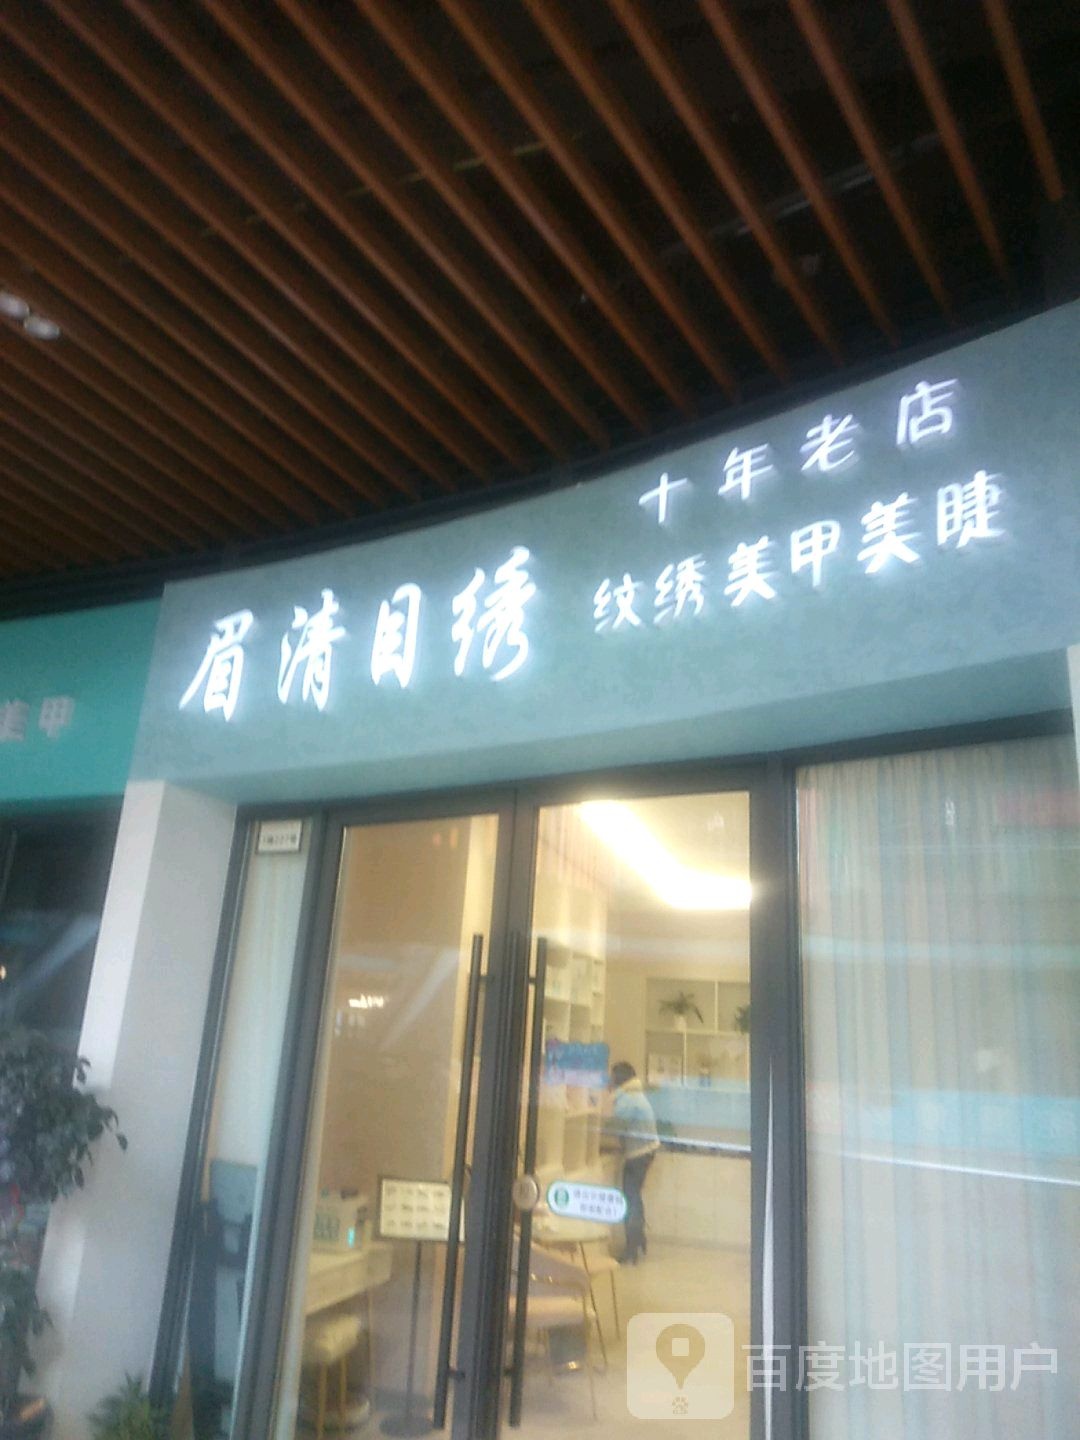 十年老店
眉清目绣
纹绣美甲美睫
美甲
百度地图用户